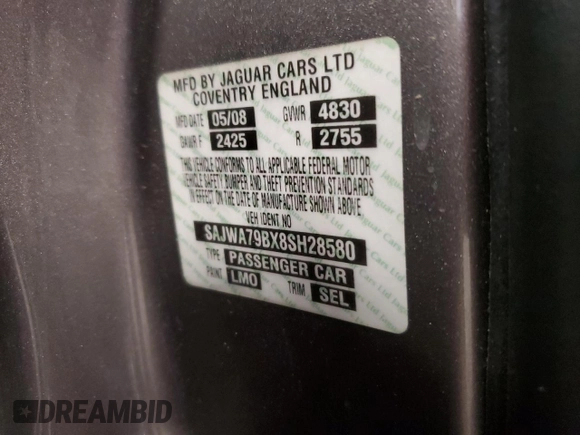 MFD BY JAGUAR CARS LTD
COVENTRY ENGLAND
MFD DATE 05/08 GVWR 4830
GAWR F 2425 R 2755
THIS VEHICLE CONFORMS TO ALL APPLICABLE FEDERAL MOTOR
VEHICLE SAFETY BUMPER AND THEFT PREVENTION STANDARDS
IN EFFECT ON THE DATE OF MANUFACTURE SHOWN ABOVE.
VEH IDENT NO
SAJWA79BX8SH28580
TYPE PASSENGER CAR
PAINT LMO TRIM SEL
DREAMBID